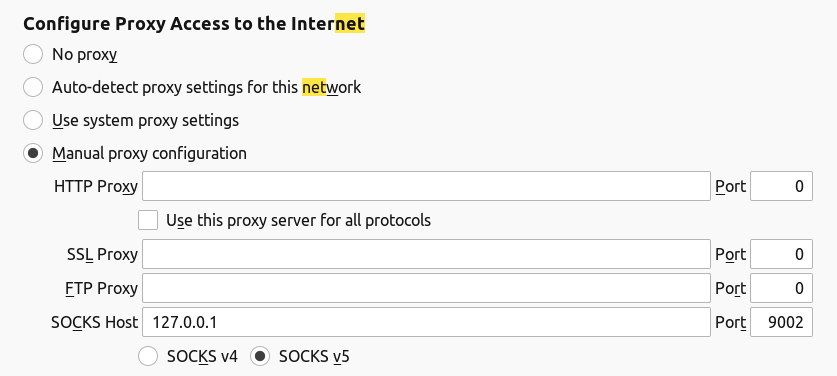 Configure Proxy Access to the Internet
No proxy
Auto-detect proxy settings for this network
Use system proxy settings
Manual proxy configuration
HTTP Proxy Port 0
Use this proxy server for all protocols
SSL Proxy Port 0
FTP Proxy Port 0
SOCKS Host 127.0.0.1 Port 9002
SOCKS v4 SOCKS v5